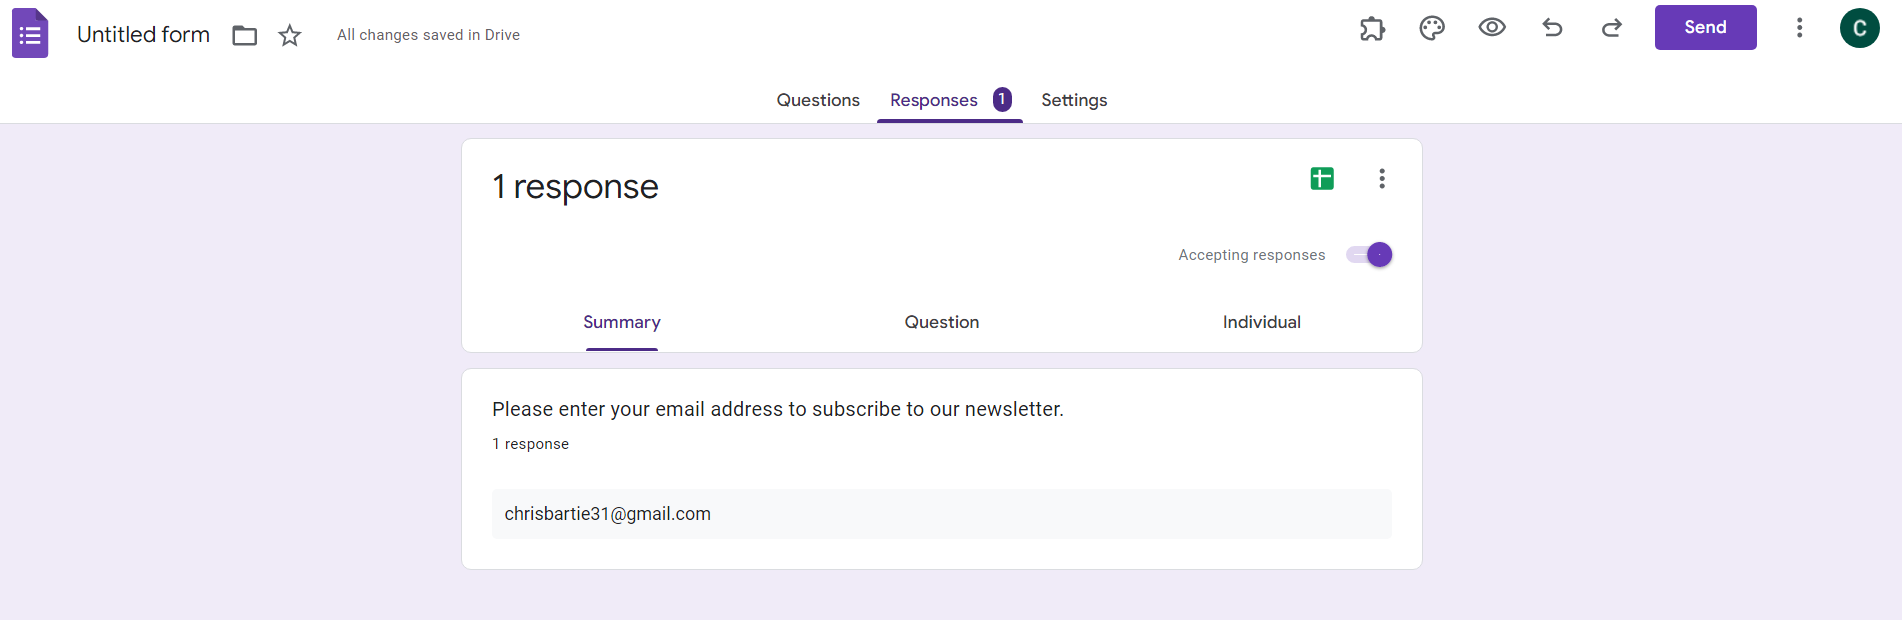 Untitled form
All changes saved in Drive
Send
C
Questions Responses 1 Settings
1 response
Accepting responses
Summary Question Individual
Please enter your email address to subscribe to our newsletter.
1 response
chrisbartie31@gmail.com